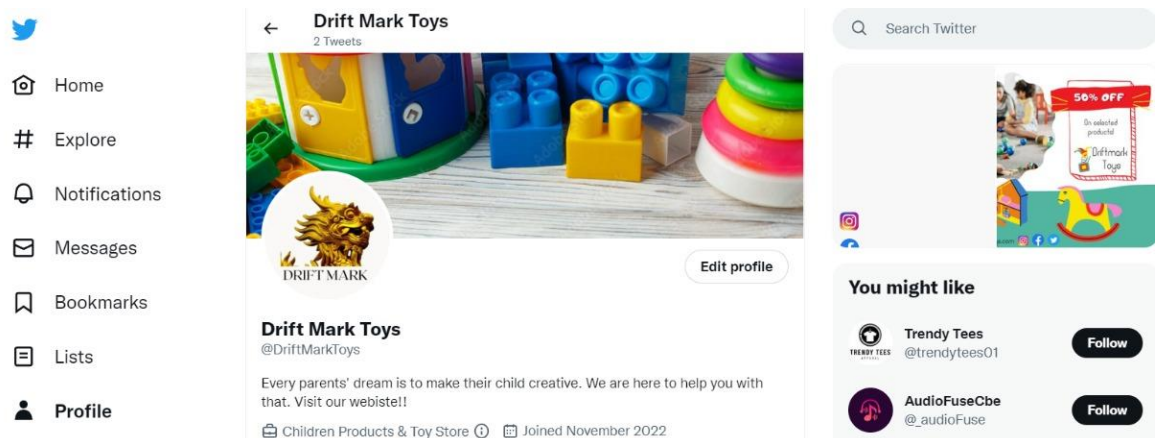 Drift Mark Toys
2 Tweets
Search Twitter
Home
Explore
Notifications
Messages
Bookmarks
Lists
Profile
DRIFT MARK
Edit profile
Drift Mark Toys
@DriftMarkToys
Every parents' dream is to make their child creative. We are here to help you with
that. Visit our webiste!!
Children Products & Toy Store
Joined November 2022
50% OFF
On selected
products!
Driftmark
Toys
You might like
Trendy Tees
@trendytees01
Follow
TRENDY TEES
AudioFuseCbe
@_audioFuse
Follow